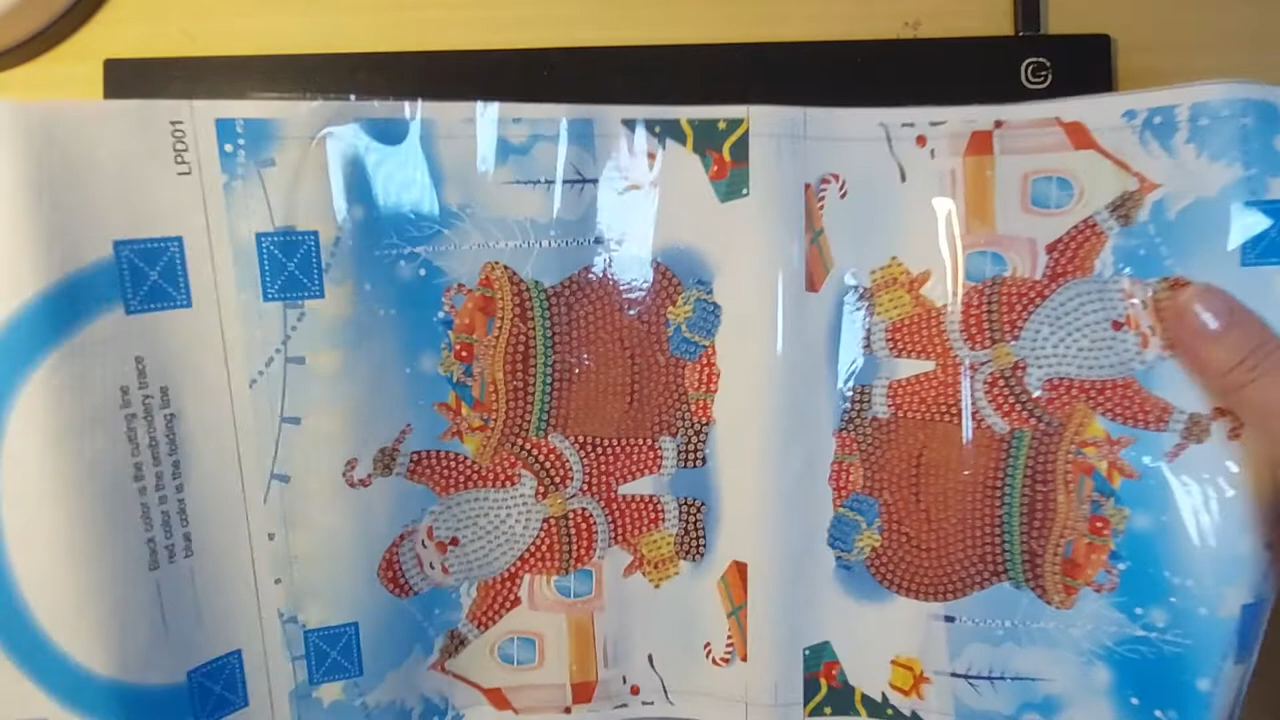 LPD01
Black color is the cutting line
red color is the embroidery trace
blue color is the folding line